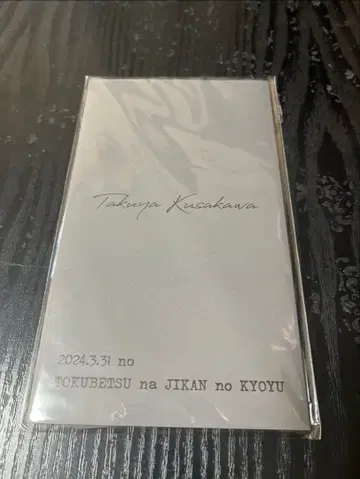 Takuya Kusakawa
2024.3.31 no
TOKUBETSU na JIKAN no KYOYU